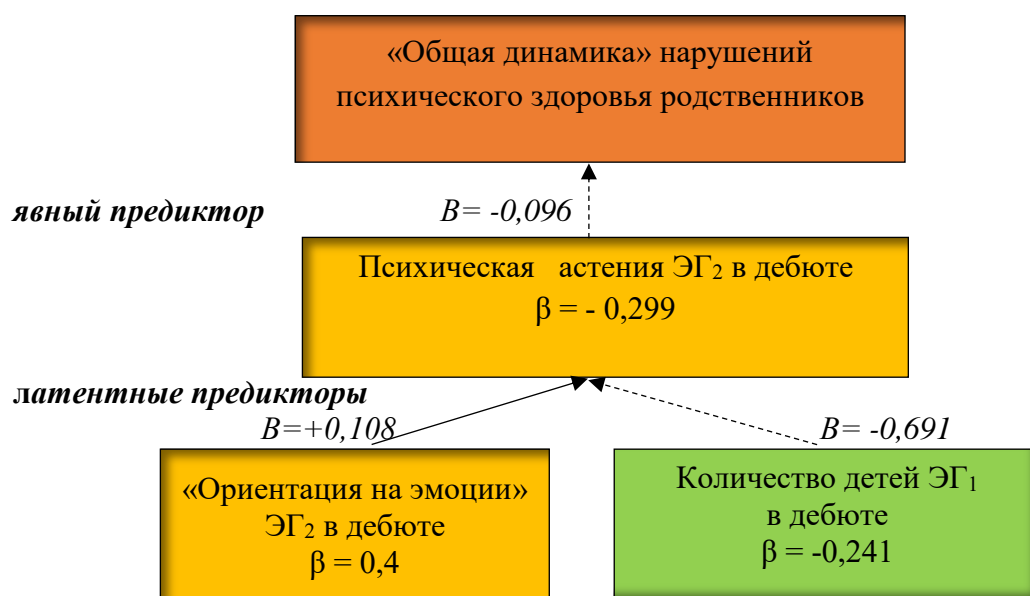 «Общая динамика» нарушений
психического здоровья родственников
явный предиктор
B= -0,096
Психическая астения ЭГ₂ в дебюте
β = - 0,299
латентные предикторы
B=+0,108
B= -0,691
«Ориентация на эмоции»
ЭГ₂ в дебюте
β = 0,4
Количество детей ЭГ₁
в дебюте
β = -0,241